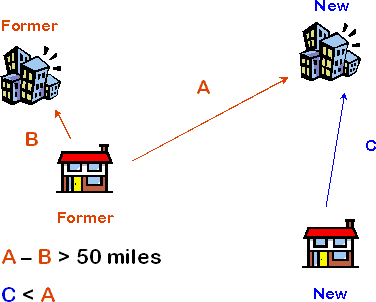 New
Former
A
B
C
Former
A – B > 50 miles
C < A
New